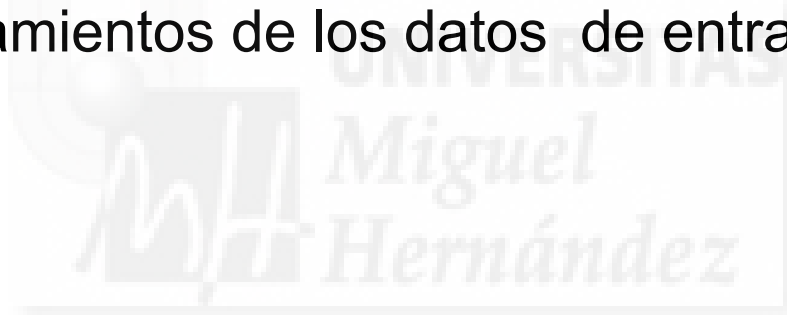 amientos de los datos  de entra
UNIVERSITAS
Miguel
Hernández